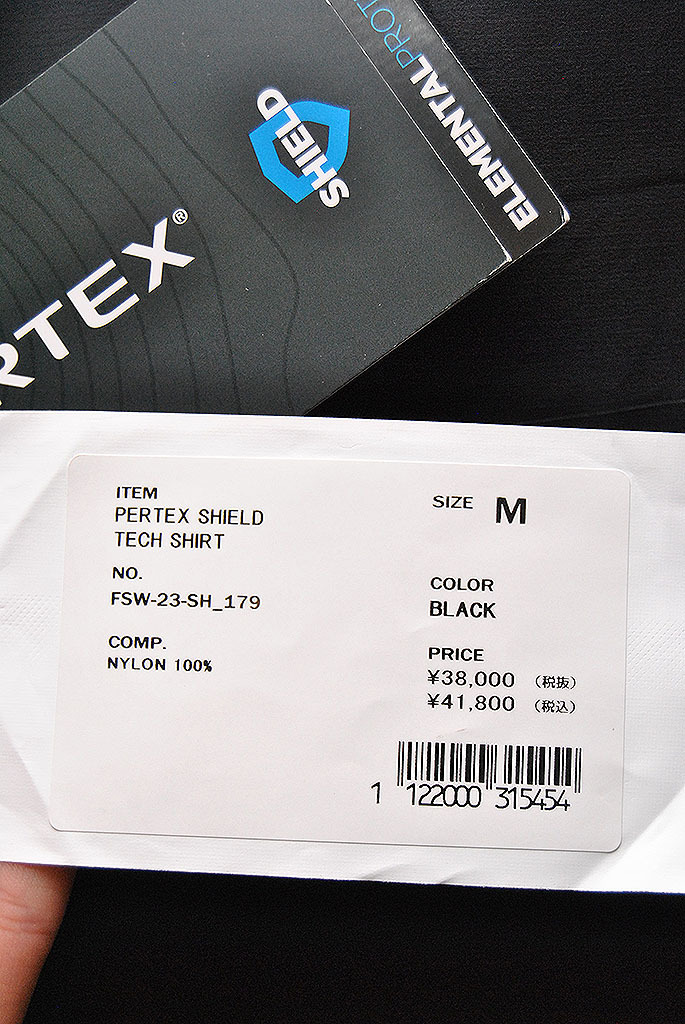 ELEMENTALPROT
SHIELD
RTEX®
ITEM
PERTEX SHIELD
TECH SHIRT
NO.
FSW-23-SH_179
COMP.
NYLON 100%
SIZE M
COLOR
BLACK
PRICE
¥38,000 (税抜)
¥41,800 (税込)
1 122000 315454